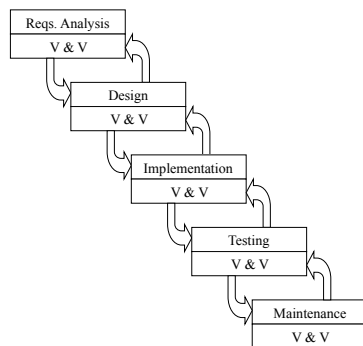 Reqs. Analysis
V & V
Design
V & V
Implementation
V & V
Testing
V & V
Maintenance
V & V